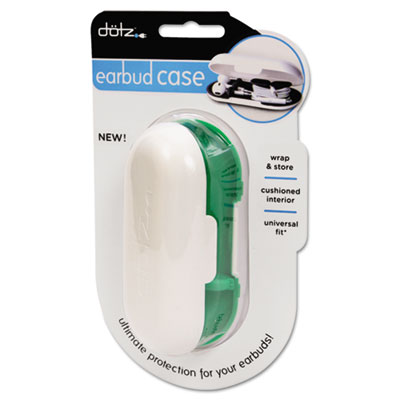 dötz
earbud case
NEW!
wrap
& store
cushioned
interior
universal
fit*
ultimate protection for your earbuds!